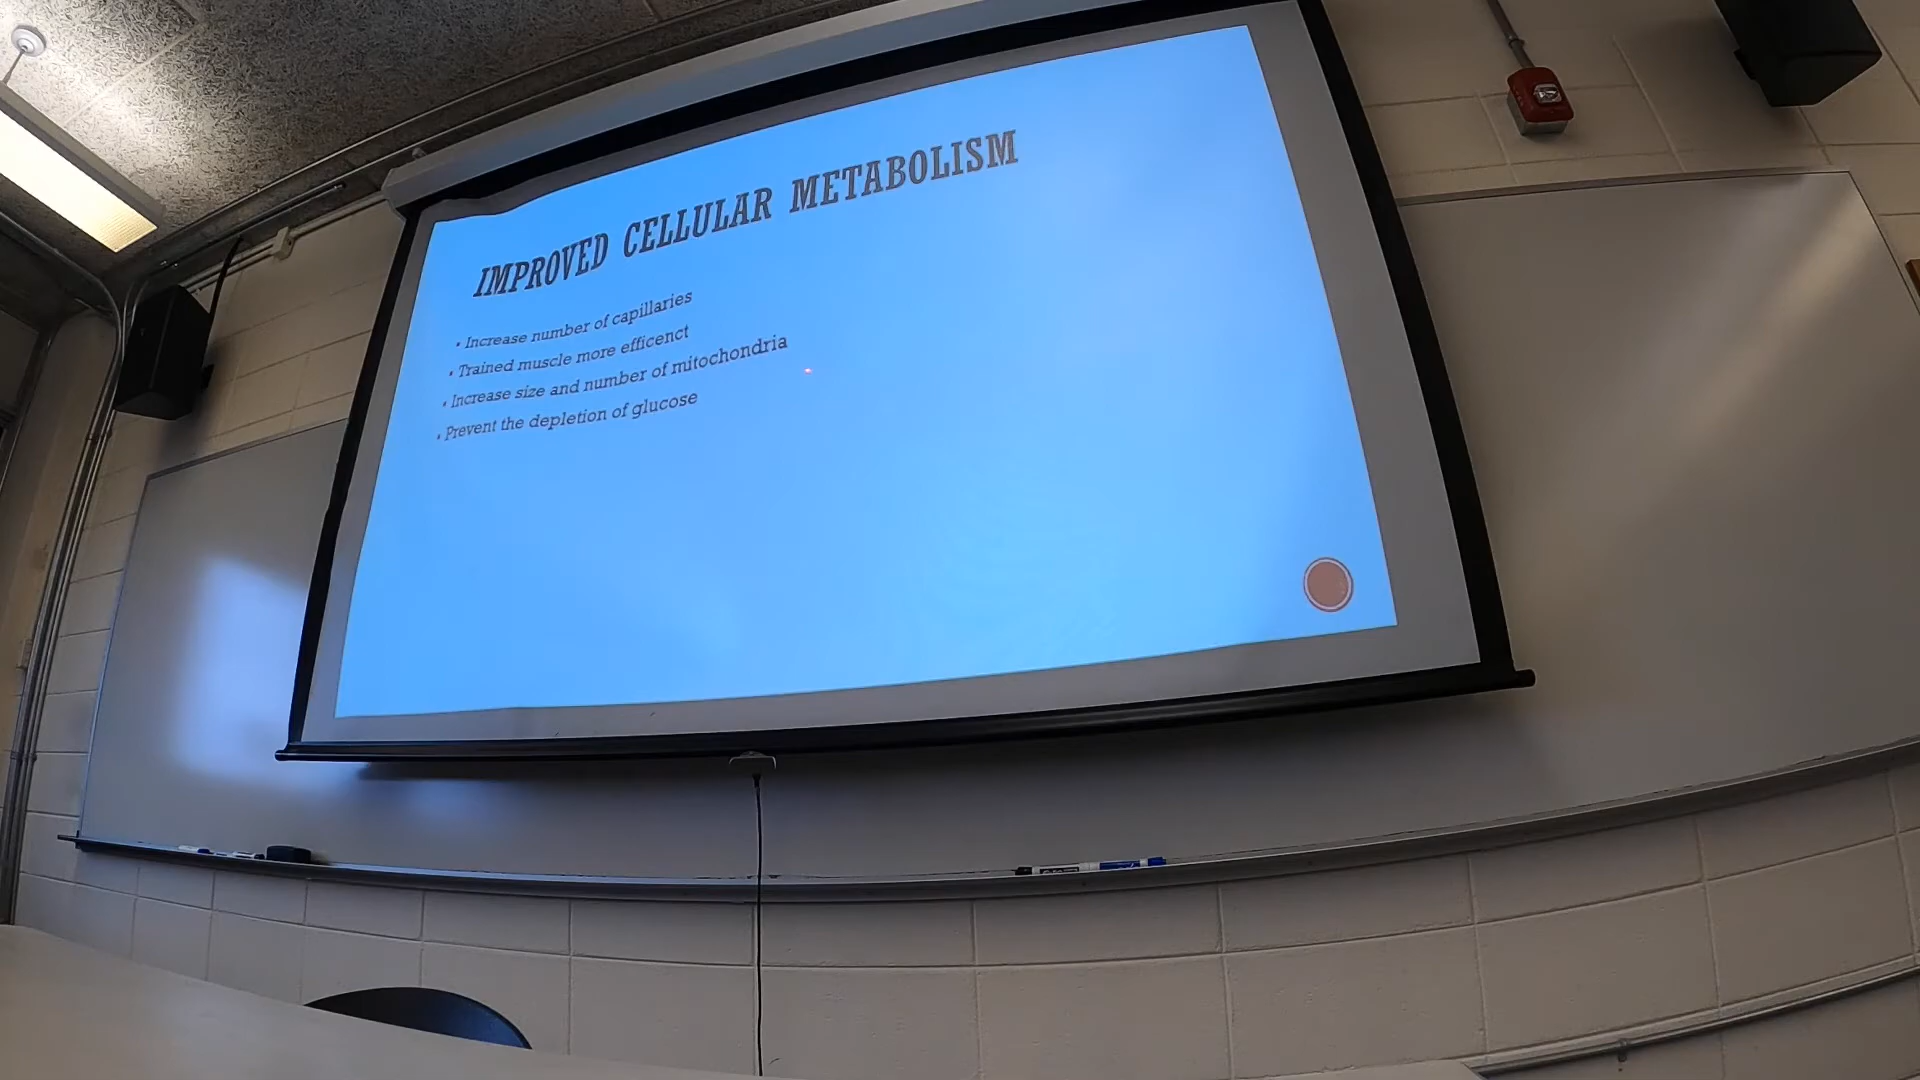 IMPROVED CELLULAR METABOLISM
• Increase number of capillaries
• Trained muscle more efficenct
• Increase size and number of mitochondria
• Prevent the depletion of glucose